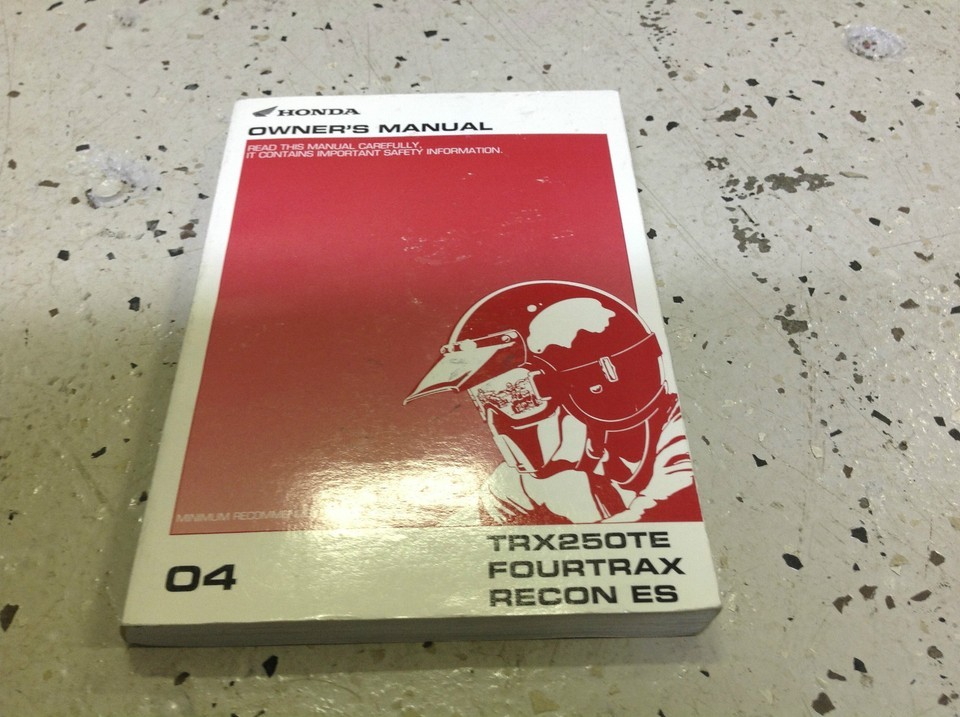 HONDA
OWNER'S MANUAL
READ THIS MANUAL CAREFULLY.
IT CONTAINS IMPORTANT SAFETY INFORMATION.
MINIMUM
04
TRX250TE
FOURTRAX
RECON ES